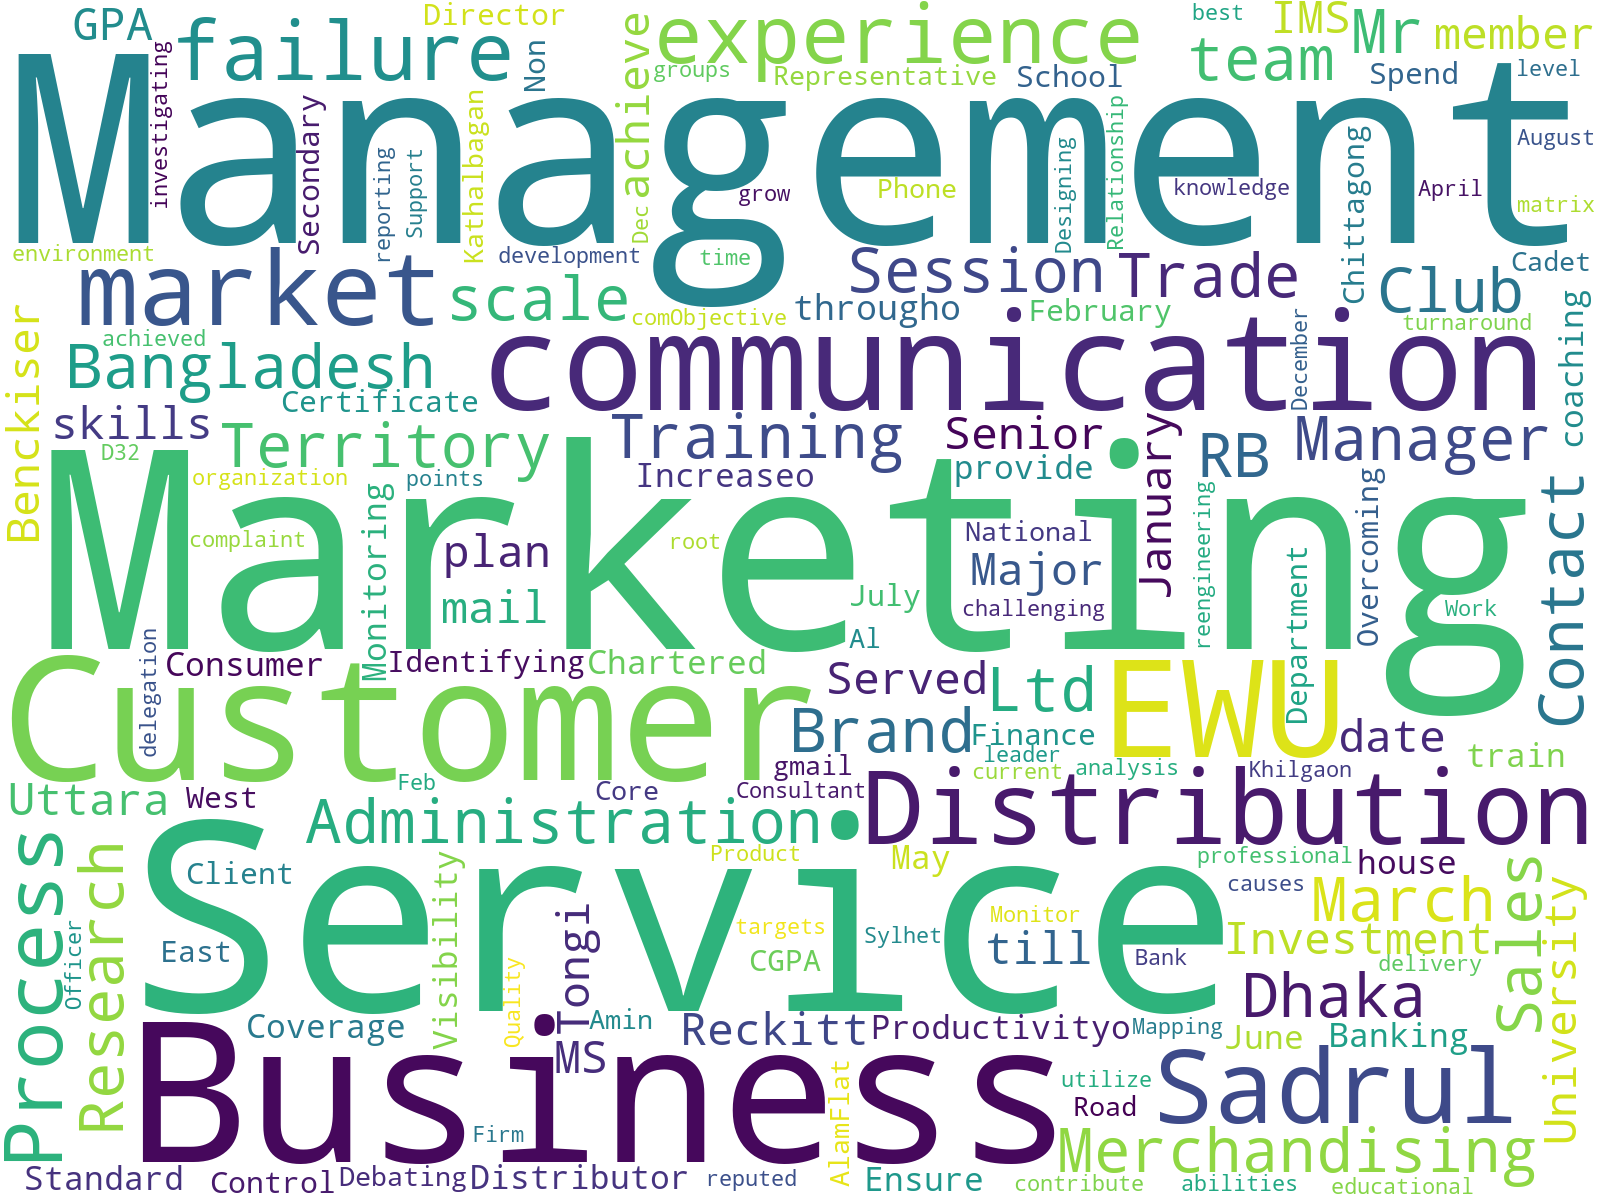 GPA
failure
Director
experience
best
IMS
Mr
member
investigating
Non
achieve
groups
Representative
School
team
Spend
level
Management
Secondary
reporting
Support
Kathalbagan
Dec
grow
Phone
Designing
Relationship
knowledge
Chittagong
April
August
matrix
environment
market
development
time
Session
Trade
Club
Cadet
scale
comObjective
througho
February
December
turnaround
coaching
achieved
Bangladesh
communication
Benckiser
Certificate
skills
Territory
Training
Senior
January
RB
Manager
D32
organization
points
Increaseo
provide
Overcoming
Contact
Marketing
Monitoring
complaint
plan
root
National
reengineering
Major
mail
July
challenging
Department
Work
delegation
Al
Consumer
Identifying
Chartered
Customer
Served
Ltd
EWU
Brand
Finance
date
leader
train
gmail
current
analysis
Khilgaon
Uttara
West
Feb
Core
Consultant
Administration
Distribution
Process
Research
Service
Client
Visibility
Product
May
professional
house
causes
March
Sales
University
Officer
East
Quality
Tongi
targets
Monitor
Sylhet
till
CGPA
Bank
Investment
delivery
Dhaka
Coverage
Amin
Reckitt
Productivityo
Mapping
June
Banking
Business
MS
AlamFlat
utilize
Road
Sadrul
Firm
Merchandising
Standard
Control
Debating
Distributor
reputed
Ensure
contribute
abilities
educational